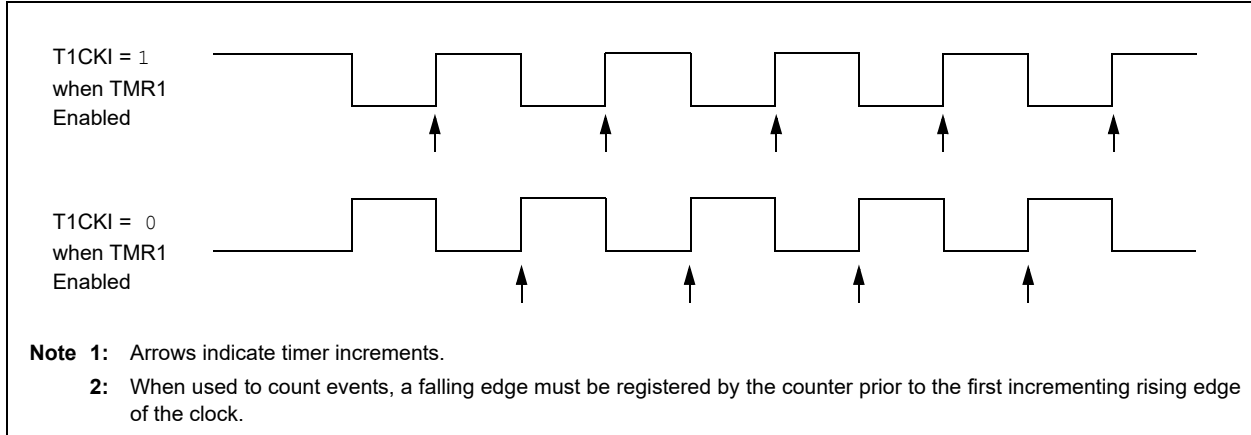 T1CKI = 1
when TMR1
Enabled
T1CKI = 0
when TMR1
Enabled
Note 1: Arrows indicate timer increments.
2: When used to count events, a falling edge must be registered by the counter prior to the first incrementing rising edge
of the clock.